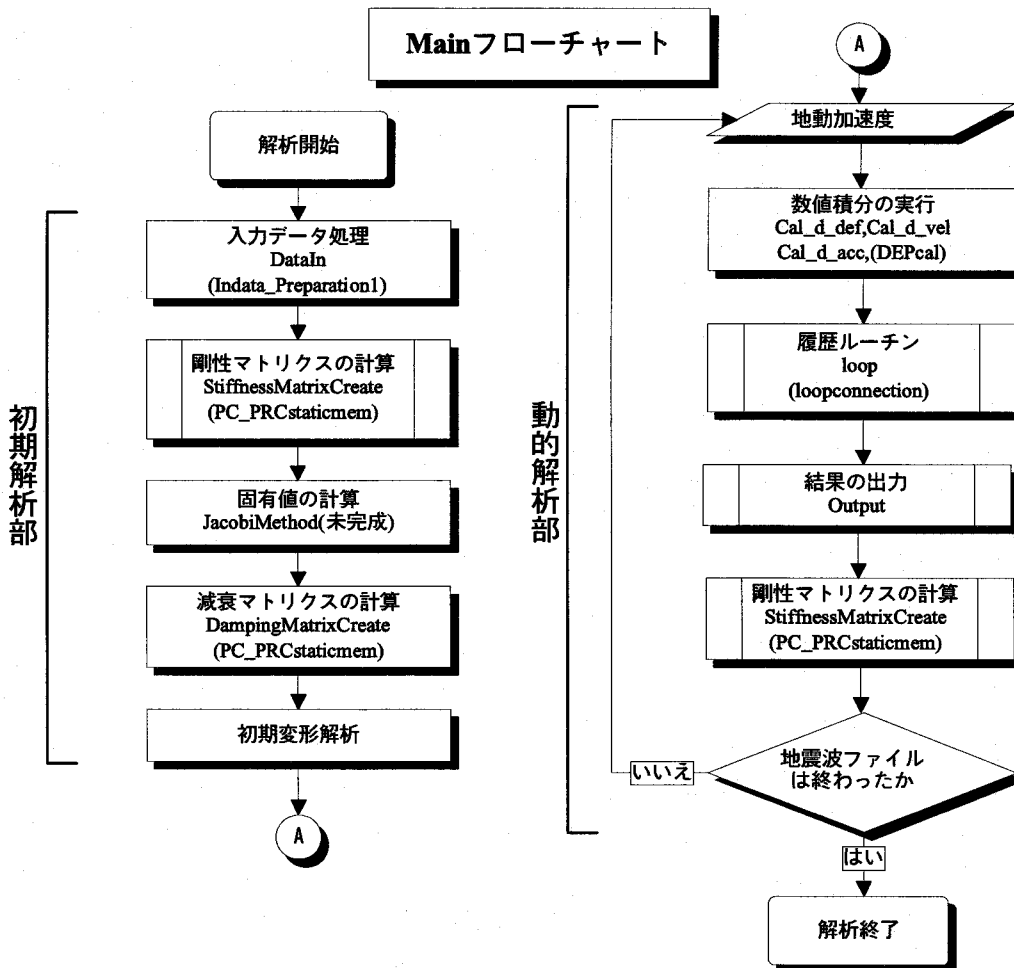 Mainフローチャート
解析開始
初期解析部
入力データ処理
DataIn
(Indata_Preparation1)
剛性マトリクスの計算
StiffnessMatrixCreate
(PC_PRCstaticmem)
固有値の計算
JacobiMethod(未完成)
減衰マトリクスの計算
DampingMatrixCreate
(PC_PRCstaticmem)
初期変形解析
A
A
動的解析部
地動加速度
数値積分の実行
Cal_d_def,Cal_d_vel
Cal_d_acc,(DEPcal)
履歴ルーチン
loop
(loopconnection)
結果の出力
Output
剛性マトリクスの計算
StiffnessMatrixCreate
(PC_PRCstaticmem)
地震波ファイル
は終わったか
いいえ
はい
解析終了